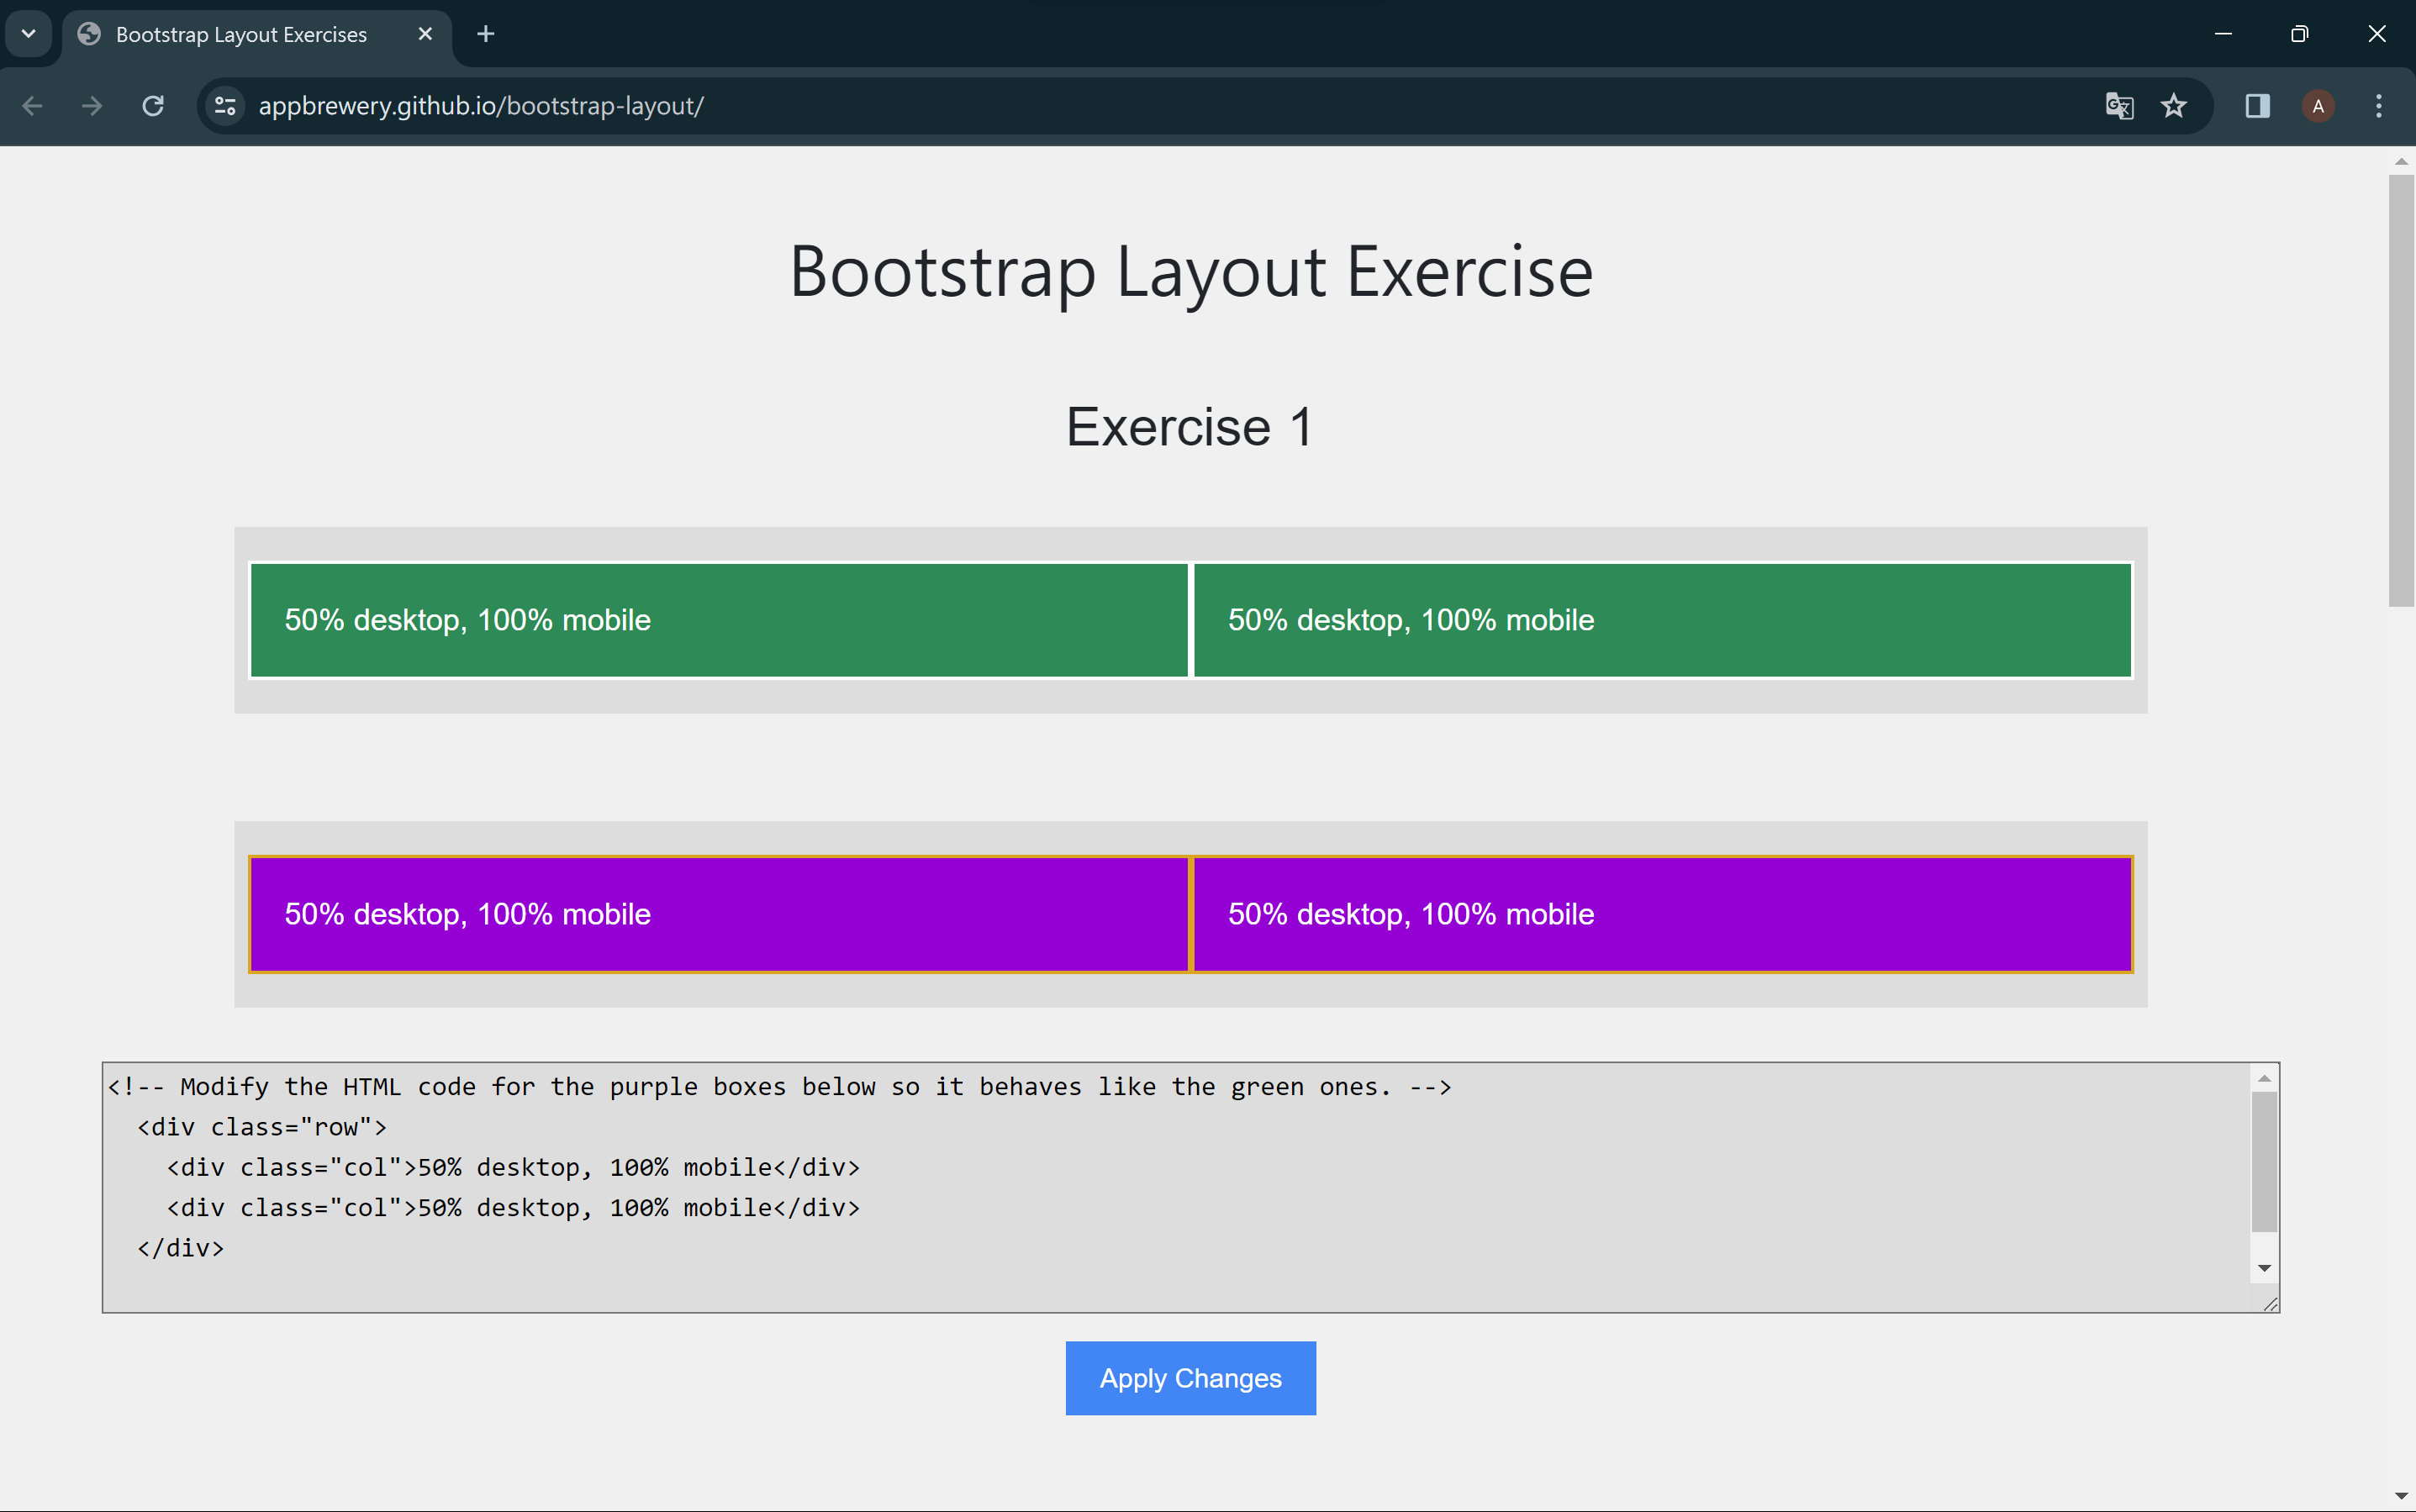 Bootstrap Layout Exercises
appbrewery.github.io/bootstrap-layout/
A
Bootstrap Layout Exercise
Exercise 1
50% desktop, 100% mobile
50% desktop, 100% mobile
50% desktop, 100% mobile
50% desktop, 100% mobile
<!-- Modify the HTML code for the purple boxes below so it behaves like the green ones. -->
<div class="row">
<div class="col">50% desktop, 100% mobile</div>
<div class="col">50% desktop, 100% mobile</div>
</div>
Apply Changes